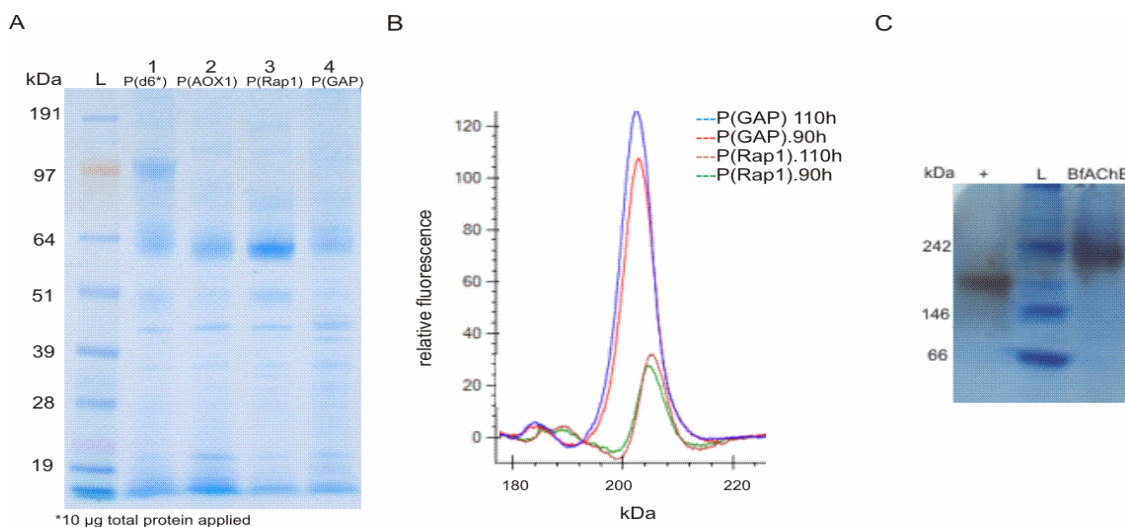 A
1 2 3 4
kDa L P(d6*) P(AOX1) P(Rap1) P(GAP)
191
97
64
51
39
28
19
*10 µg total protein applied
B
P(GAP) 110h
P(GAP).90h
P(Rap1).110h
P(Rap1).90h
120
100
80
60
40
20
0
relative fluorescence
180 200 220
kDa
C
kDa + L BfAChE
242
146
66